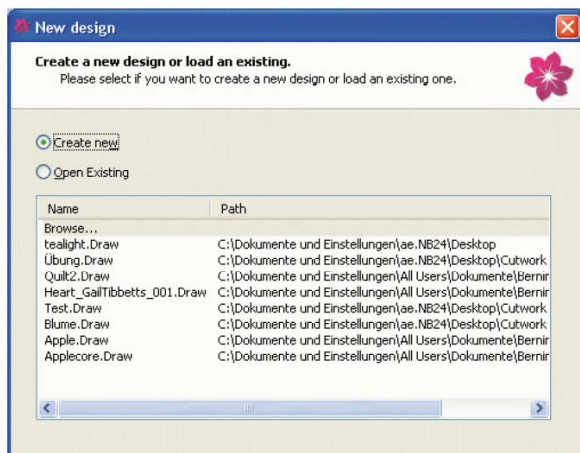 New design
Create a new design or load an existing.
Please select if you want to create a new design or load an existing one.
Create new
Open Existing
Name Path
Browse...
tealight.Draw C:\Dokumente und Einstellungen\ae.NB24\Desktop
Übung.Draw C:\Dokumente und Einstellungen\ae.NB24\Desktop\Cutwork
Quilt2.Draw C:\Dokumente und Einstellungen\All Users\Dokumente\Bernir
Heart_GailTibbetts_001.Draw C:\Dokumente und Einstellungen\All Users\Dokumente\Bernir
Test.Draw C:\Dokumente und Einstellungen\ae.NB24\Desktop\Cutwork
Blume.Draw C:\Dokumente und Einstellungen\ae.NB24\Desktop\Cutwork
Apple.Draw C:\Dokumente und Einstellungen\All Users\Dokumente\Bernir
Applecore.Draw C:\Dokumente und Einstellungen\All Users\Dokumente\Bernir